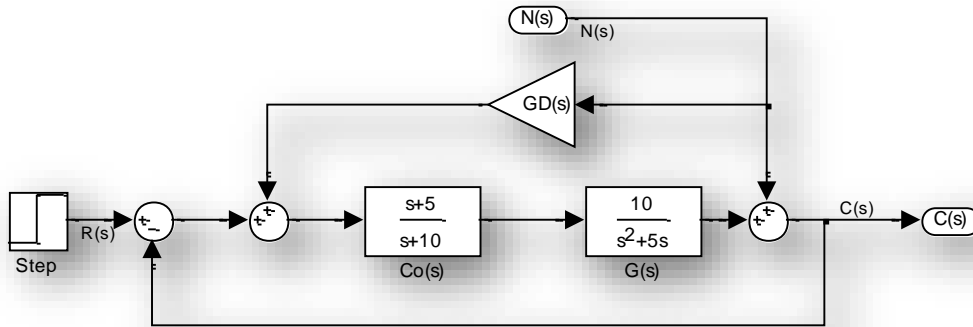 N(s)
N(s)
GD(s)
R(s)
Step
+
-
+
+
s+5
s+10
Co(s)
10
s²+5s
G(s)
+
+
C(s)
C(s)